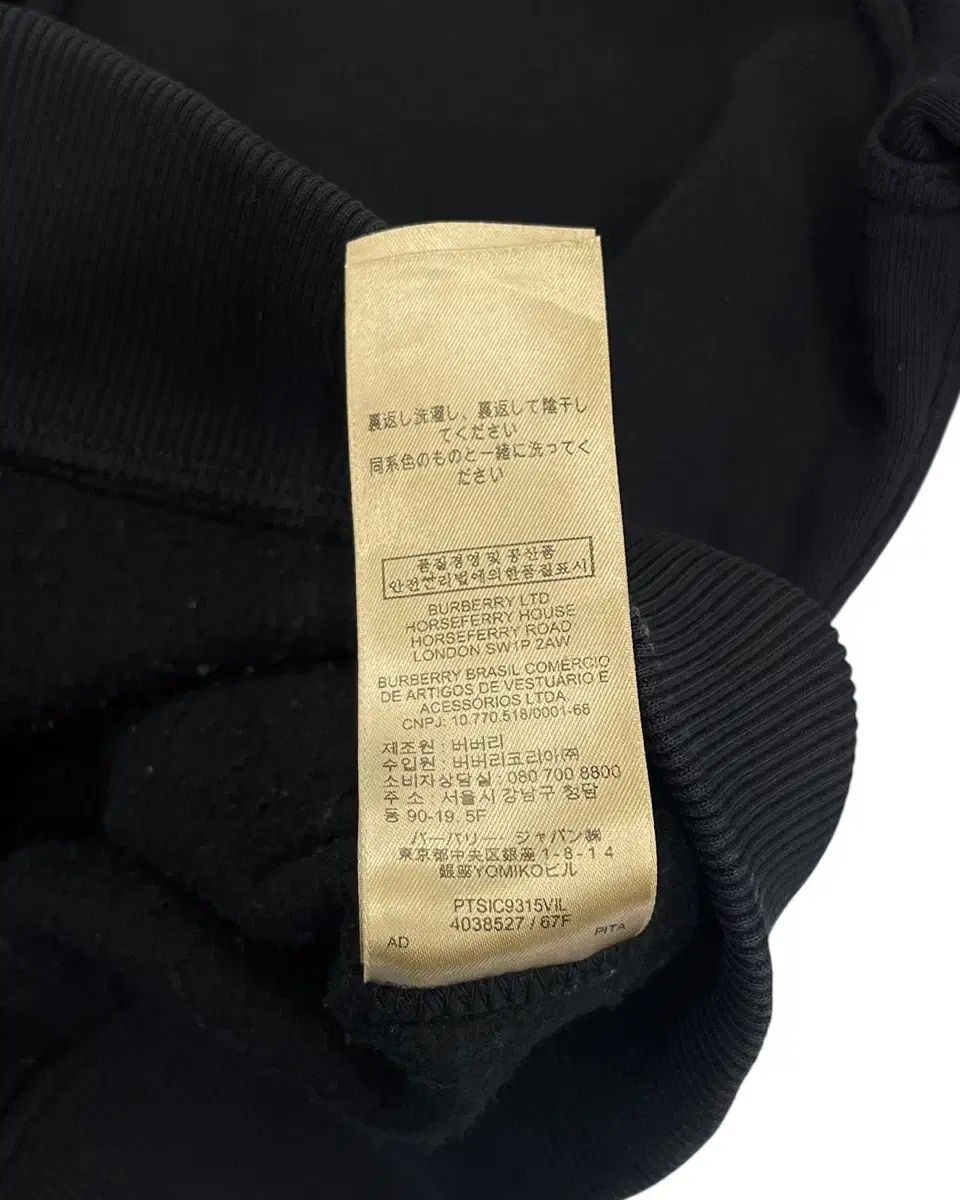 裏返し洗濯し、裏返して陰干し
てください
同系色のものと一緒に洗ってく
ださい
품질경영 및 공산품
안전관리법에의한품질표시
BURBERRY LTD
HORSEFERRY HOUSE
HORSEFERRY ROAD
LONDON SW1P 2AW
BURBERRY BRASIL COMERCIO
DE ARTIGOS DE VESTUÁRIO E
ACESSÓRIOS LTDA
CNPJ: 10.770.518/0001-68
제조원 : 버버리
수입원 : 버버리코리아㈜
소비자상담실 : 080 700 8800
주 소 : 서울시 강남구 청담
동 90-19. 5F
バーバリー・ジャパン㈱
東京都中央区銀座 1-8-14
銀座YOMIKOビル
PTSIC9315VIL
4038527 / 67F
AD
PITA